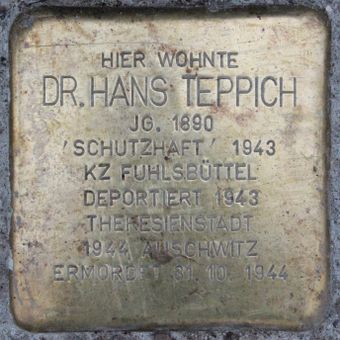 HIER WOHNTE
DR. HANS TEPPICH
JG. 1890
'SCHUTZHAFT' 1943
KZ FUHLSBÜTTEL
DEPORTIERT 1943
THERESIENSTADT
1944 AUSCHWITZ
ERMORDET 31.10.1944